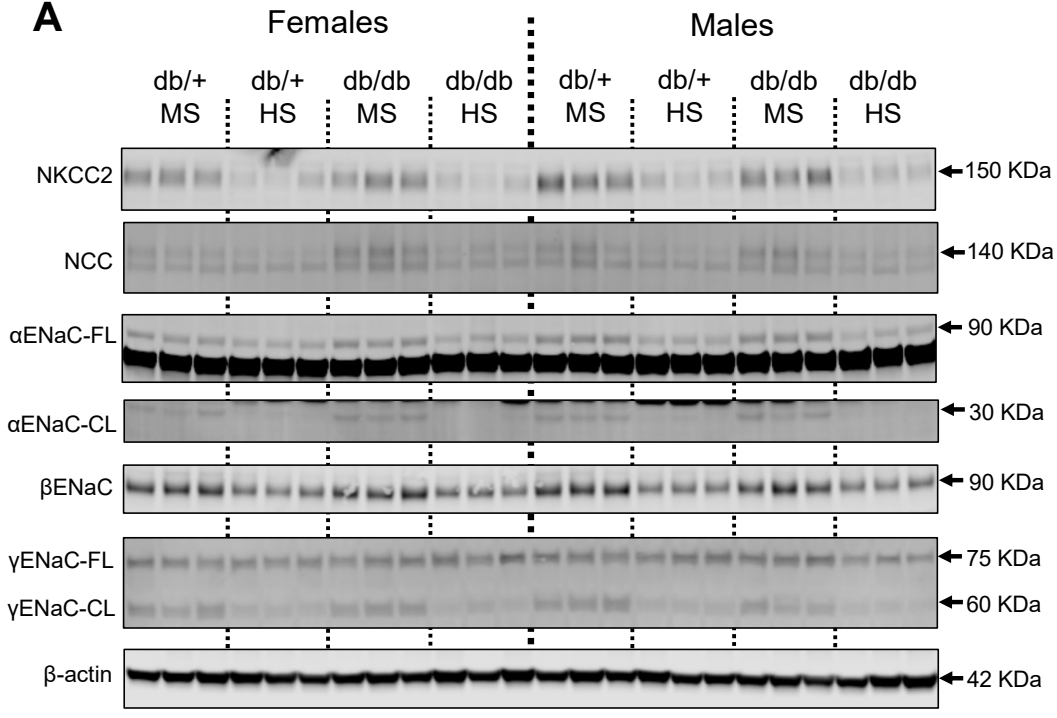 A
Females
Males
db/+ db/+ db/db db/db db/+ db/+ db/db db/db
MS HS MS HS MS HS MS HS
NKCC2 150 KDa
NCC 140 KDa
αENaC-FL 90 KDa
αENaC-CL 30 KDa
βENaC 90 KDa
γENaC-FL 75 KDa
γENaC-CL 60 KDa
β-actin 42 KDa